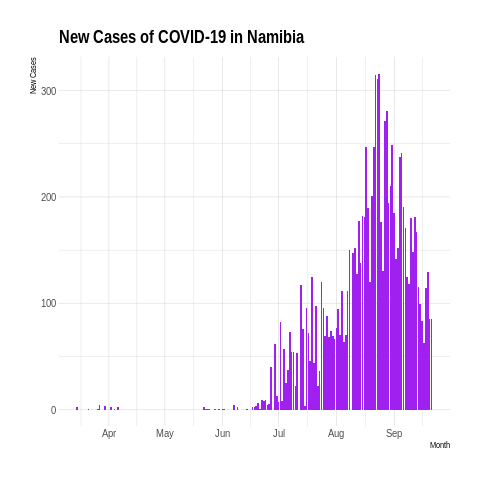 New Cases of COVID-19 in Namibia
New Cases
300
200
100
0
Apr May Jun Jul Aug Sep
Month